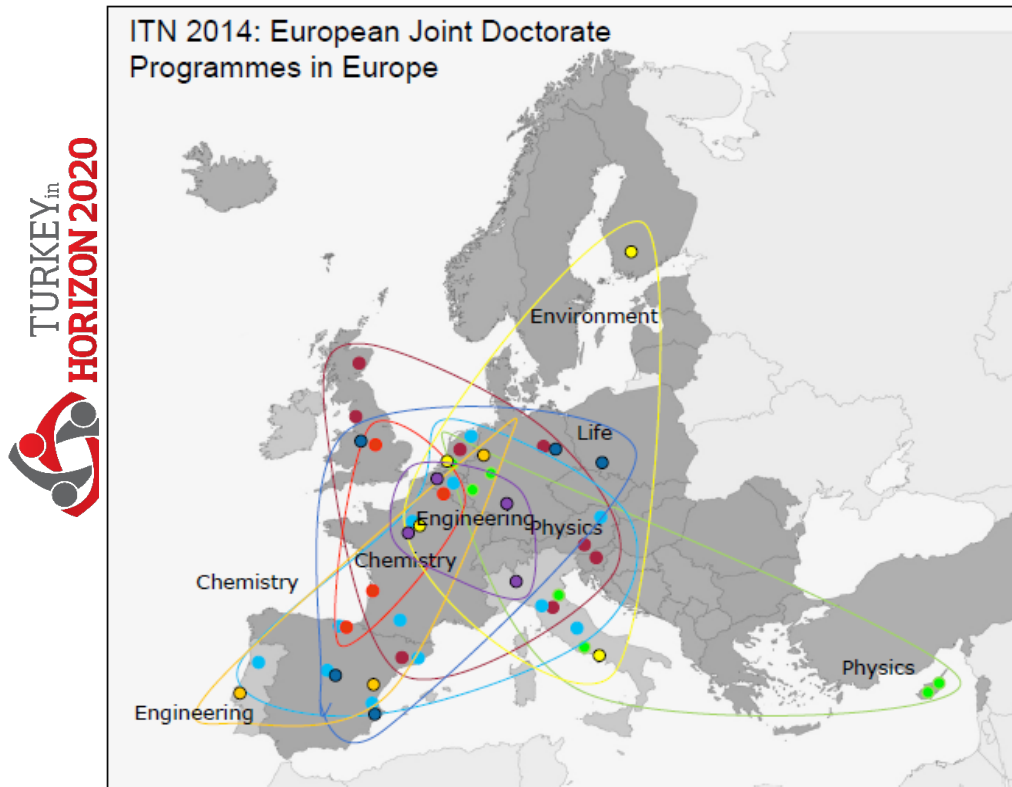 ITN 2014: European Joint Doctorate
Programmes in Europe
TURKEY in
HORIZON 2020
Environment
Life
Engineering
Physics
Chemistry
Chemistry
Physics
Engineering